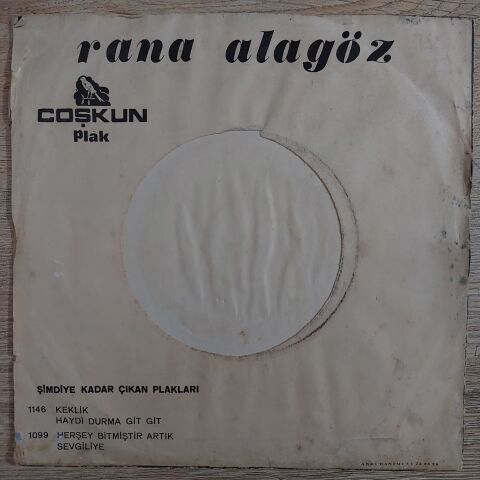 rana alagöz
COŞKUN
plak
ŞİMDİYE KADAR ÇIKAN PLAKLARI
1146 KEKLİK
HAYDİ DURMA GİT GİT
1099 HERŞEY BİTMİŞTİR ARTIK
SEVGİLİYE